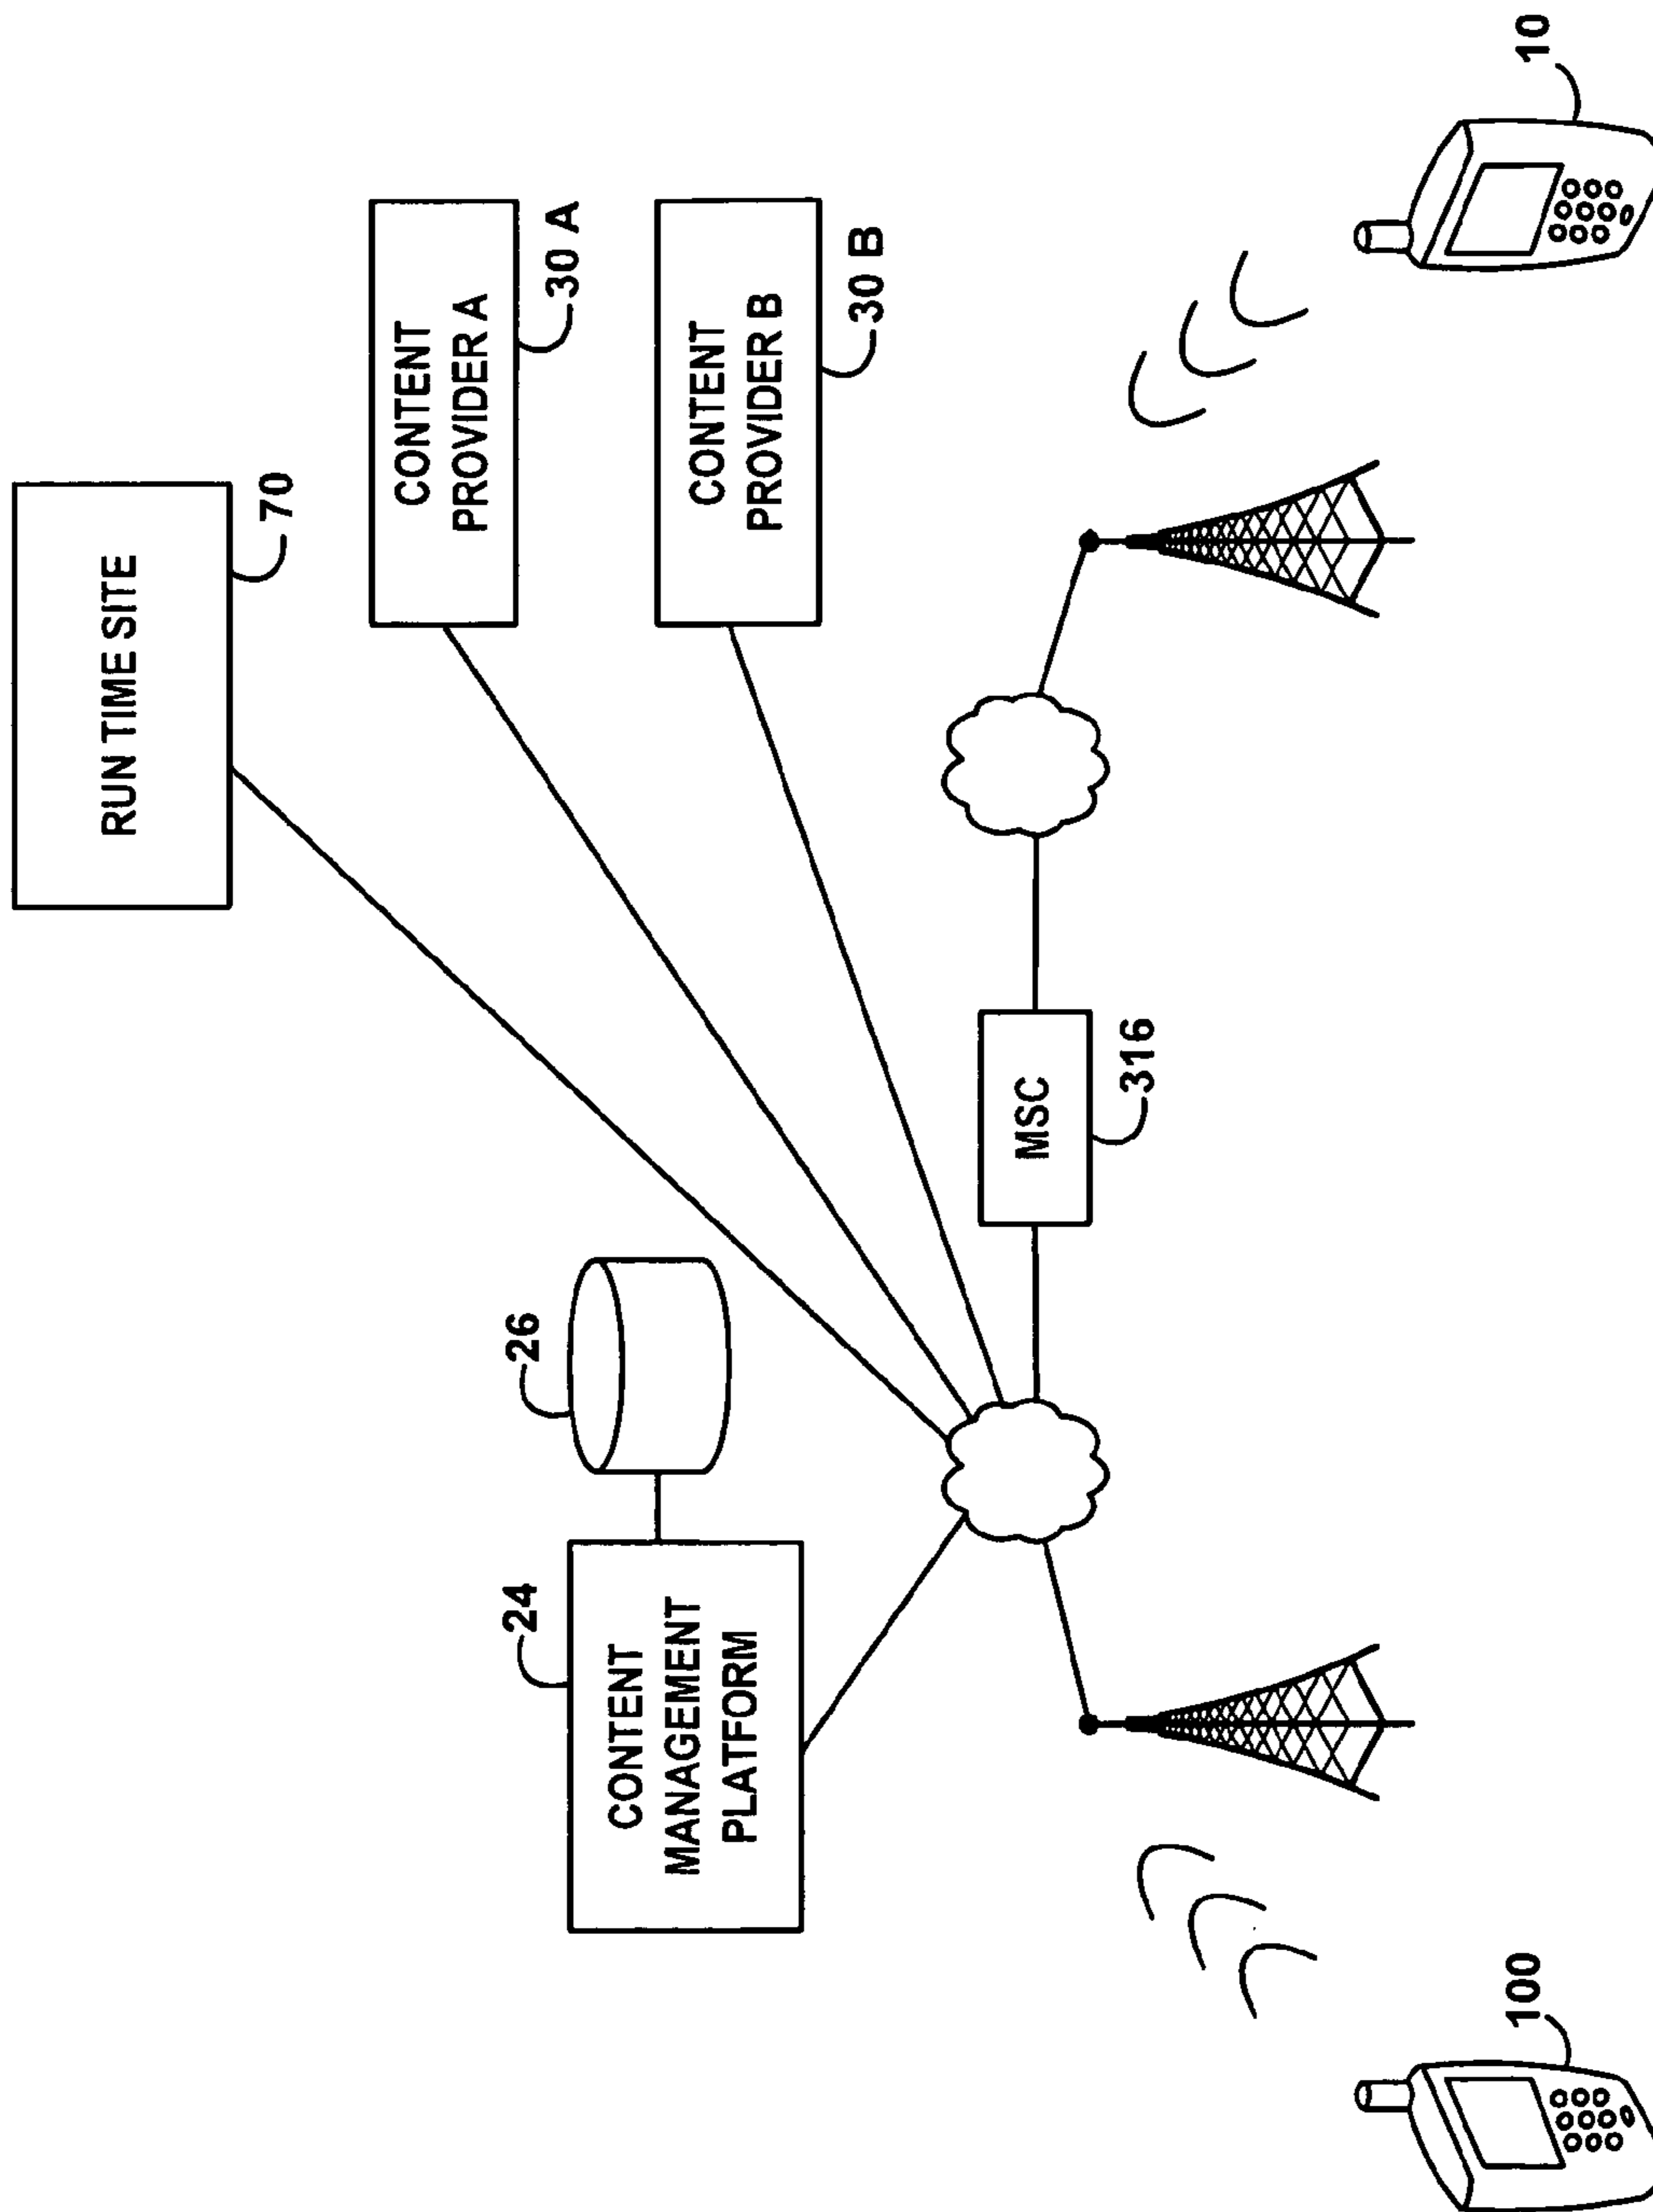 RUN TIME SITE
70
CONTENT
PROVIDER A
30 A
26
24
CONTENT
MANAGEMENT
PLATFORM
CONTENT
PROVIDER B
30 B
MSC
316
100
10